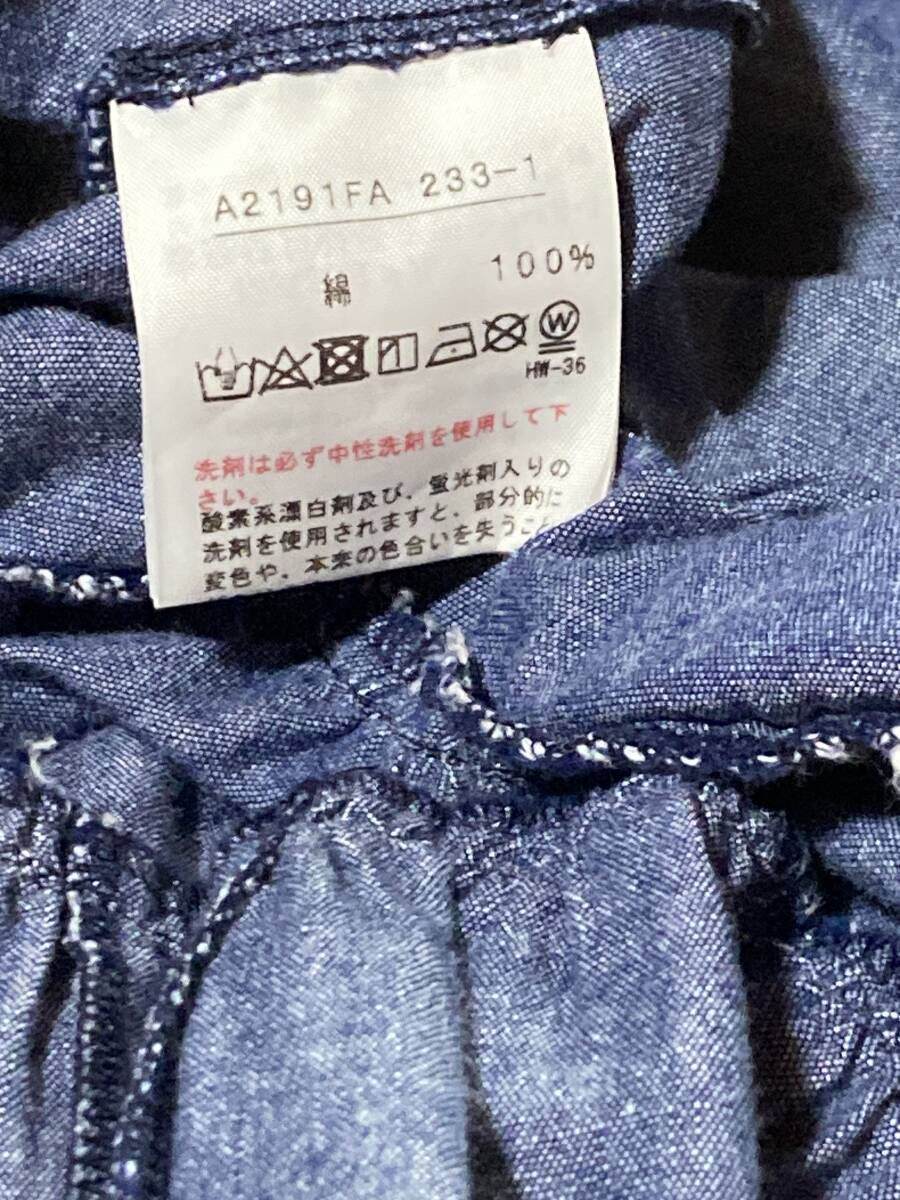 A2191FA 233-1
綿 100%
W
HW-36
洗剤は必ず中性洗剤を使用して下
さい。
酸素系漂白剤及び、蛍光剤入りの
洗剤を使用されますと、部分的に
変色や、本来の色合いを失うこと